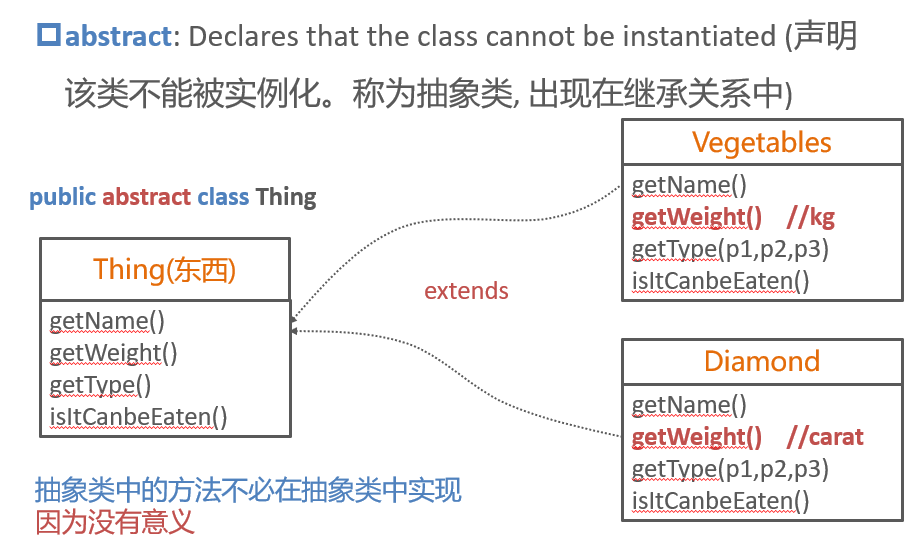 abstract: Declares that the class cannot be instantiated (声明
该类不能被实例化。称为抽象类, 出现在继承关系中)
public abstract class Thing
Thing(东西)
getName()
getWeight()
getType()
isItCanbeEaten()
extends
Vegetables
getName()
getWeight() //kg
getType(p1,p2,p3)
isItCanbeEaten()
Diamond
getName()
getWeight() //carat
getType(p1,p2,p3)
isItCanbeEaten()
抽象类中的方法不必在抽象类中实现
因为没有意义